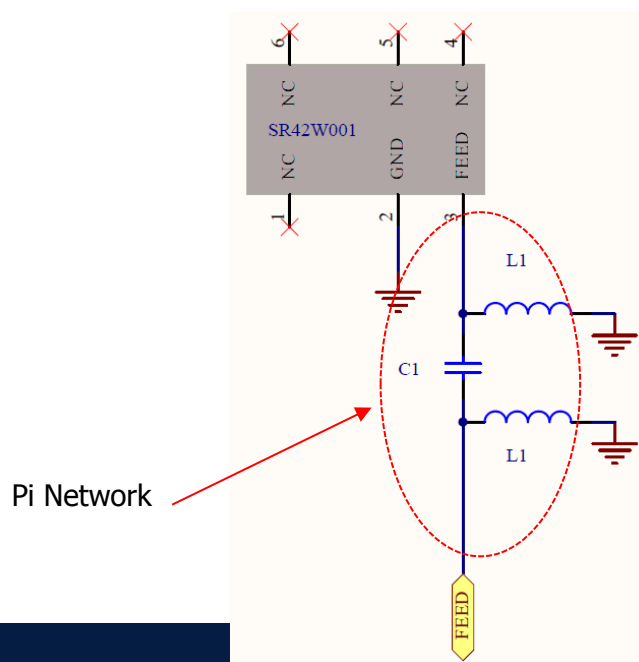 6
5
4
NC
NC
NC
SR42W001
NC
GND
FEED
1
2
3
L1
C1
L1
Pi Network
FEED